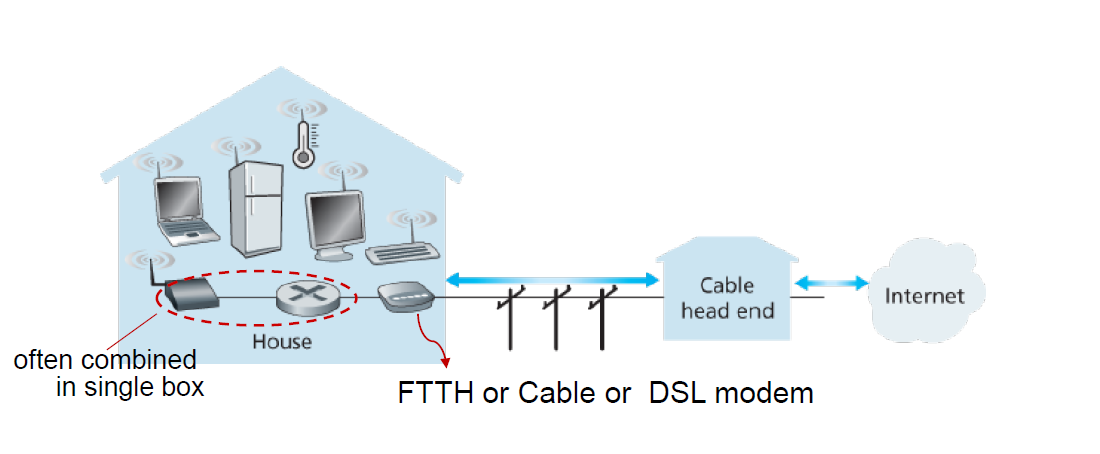 House
often combined
in single box
FTTH or Cable or DSL modem
Cable
head end
Internet